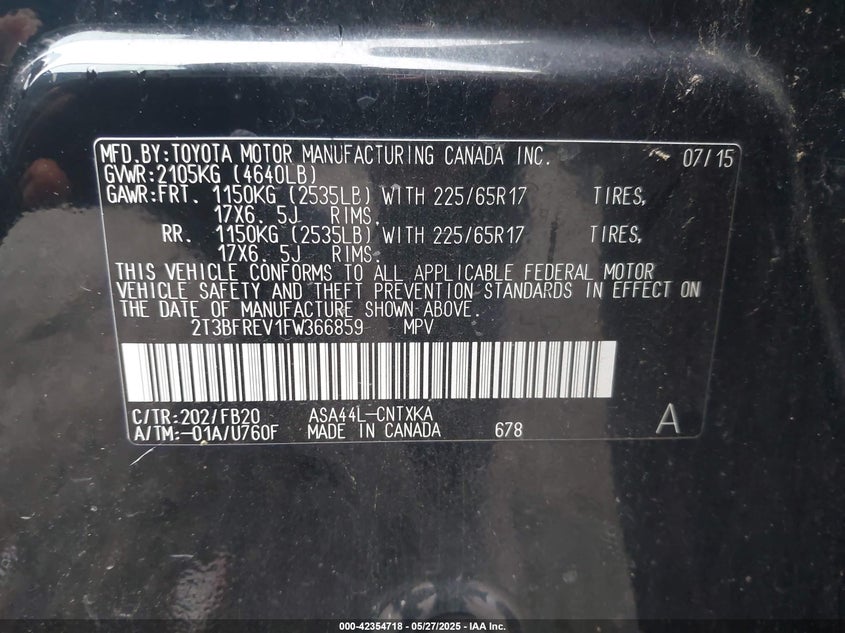 MFD.BY:TOYOTA MOTOR MANUFACTURING CANADA INC. 07/15
GVWR:2105KG (4640LB)
GAWR:FRT. 1150KG (2535LB) WITH 225/65R17 TIRES,
17X6. 5J RIMS.
RR. 1150KG (2535LB) WITH 225/65R17 TIRES,
17X6. 5J RIMS.
THIS VEHICLE CONFORMS TO ALL APPLICABLE FEDERAL MOTOR
VEHICLE SAFETY AND THEFT PREVENTION STANDARDS IN EFFECT ON
THE DATE OF MANUFACTURE SHOWN ABOVE.
2T3BFREV1FW366859 MPV
C/TR:202/FB20 ASA44L-CNTXKA A
A/TM:-01A/U760F MADE IN CANADA 678
000-42354718 - 05/27/2025 - IAA Inc.